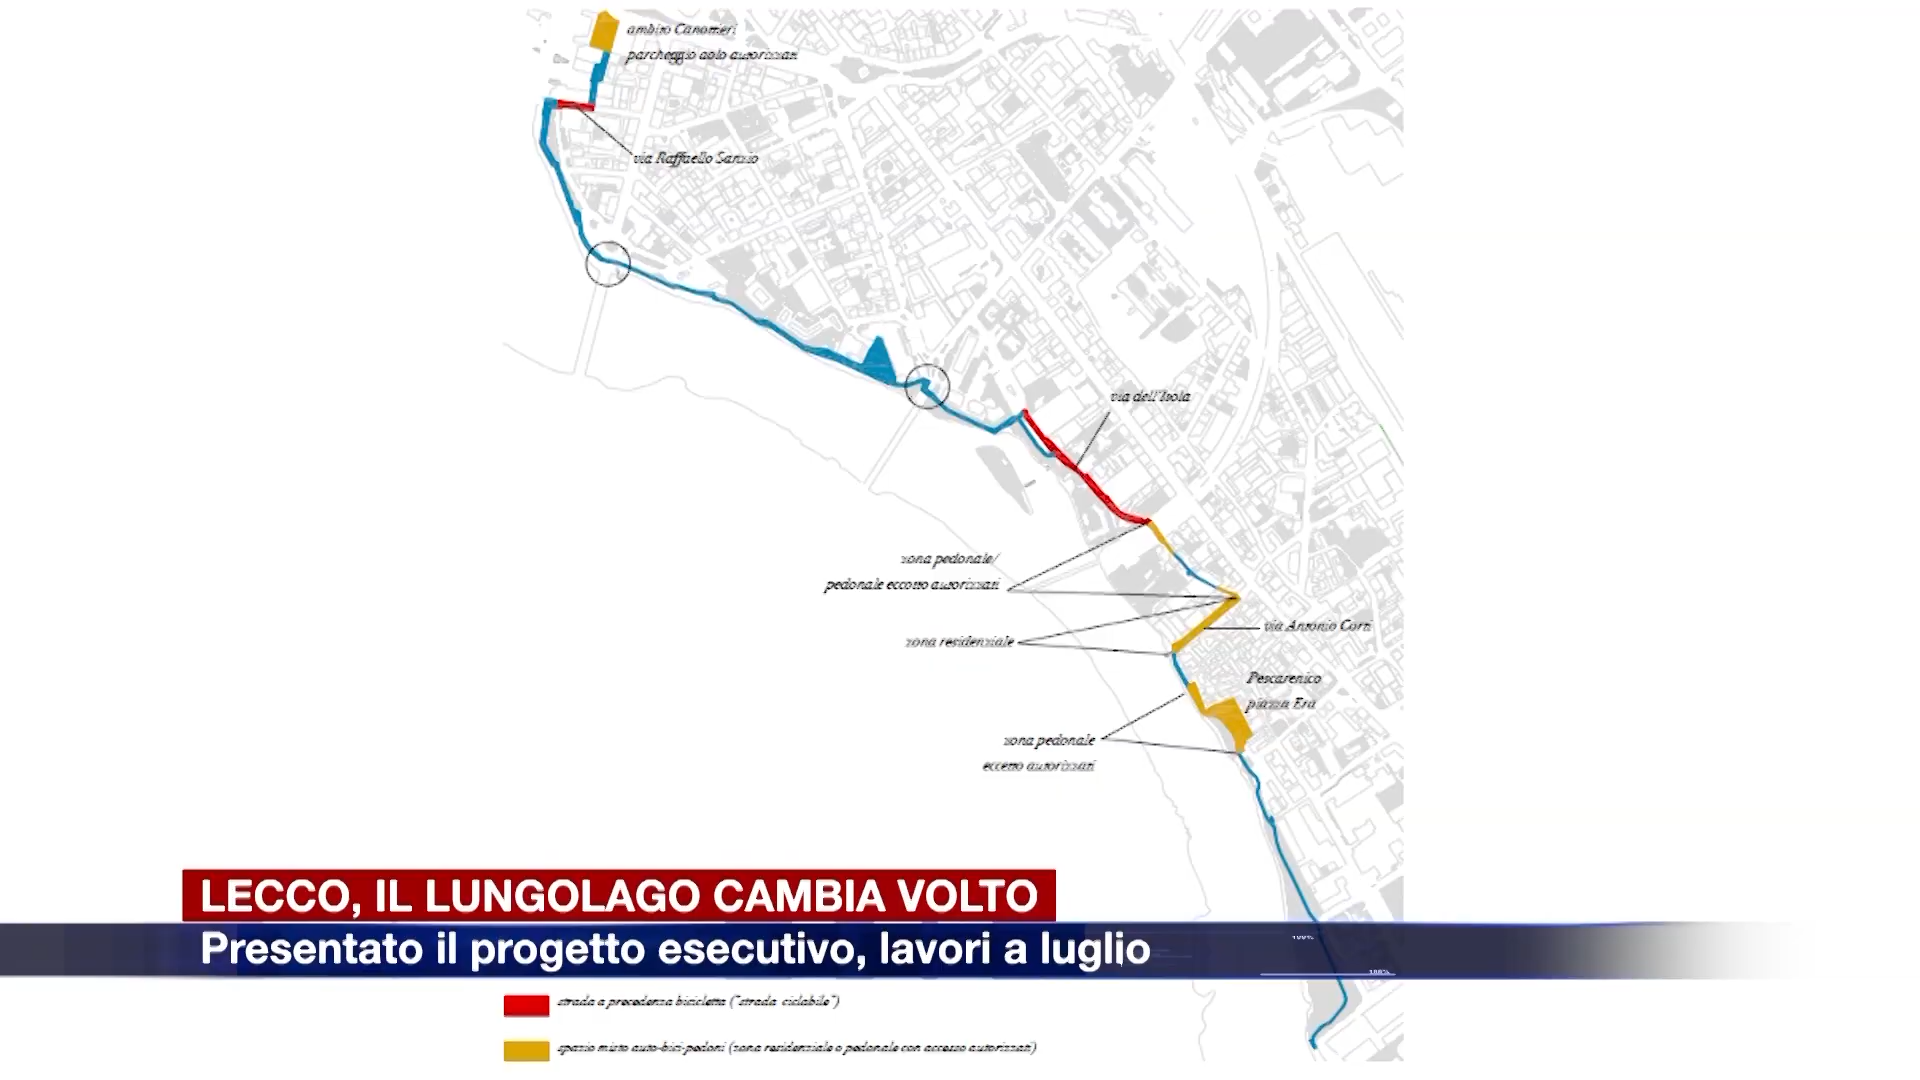 ambito Canottieri
parcheggio solo autorizzati
via Raffaello Sanzio
via dell'Isola
zona pedonale/
pedonale eccetto autorizzati
via Antonio Corti
zona residenziale
Pescarenico
piazza Era
zona pedonale
eccetto autorizzati
LECCO, IL LUNGOLAGO CAMBIA VOLTO
Presentato il progetto esecutivo, lavori a luglio
strada a precedenza bicicletta ("strada ciclabile")
spazio misto auto-bici-pedoni (zona residenziale o pedonale con accesso autorizzati)